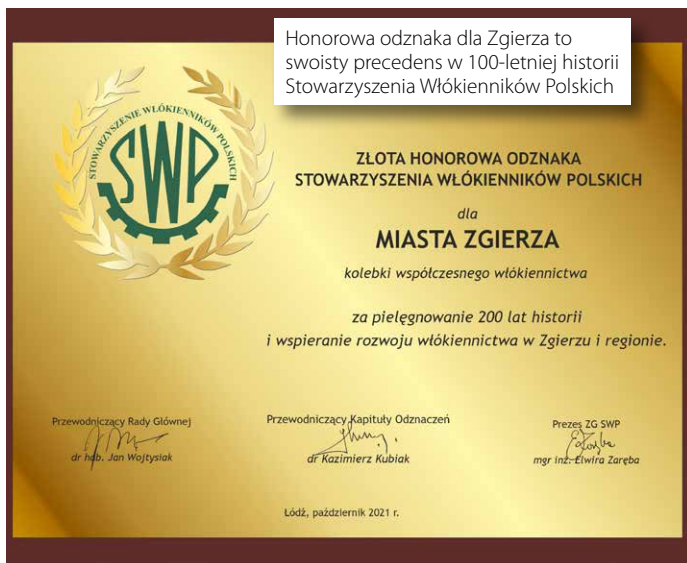 Honorowa odznaka dla Zgierza to
swoisty precedens w 100-letniej historii
Stowarzyszenia Włókienników Polskich
STOWARZYSZENIE WŁÓKIENNIKÓW POLSKICH
SWP
ZŁOTA HONOROWA ODZNAKA
STOWARZYSZENIA WŁÓKIENNIKÓW POLSKICH
dla
MIASTA ZGIERZA
kolebki współczesnego włókiennictwa
za pielęgnowanie 200 lat historii
i wspieranie rozwoju włókiennictwa w Zgierzu i regionie.
Przewodniczący Rady Głównej
dr hab. Jan Wojtysiak
Przewodniczący Kapituły Odznaczeń
dr Kazimierz Kubiak
Prezes ZG SWP
mgr inż. Elwira Zaręba
Łódź, październik 2021 r.